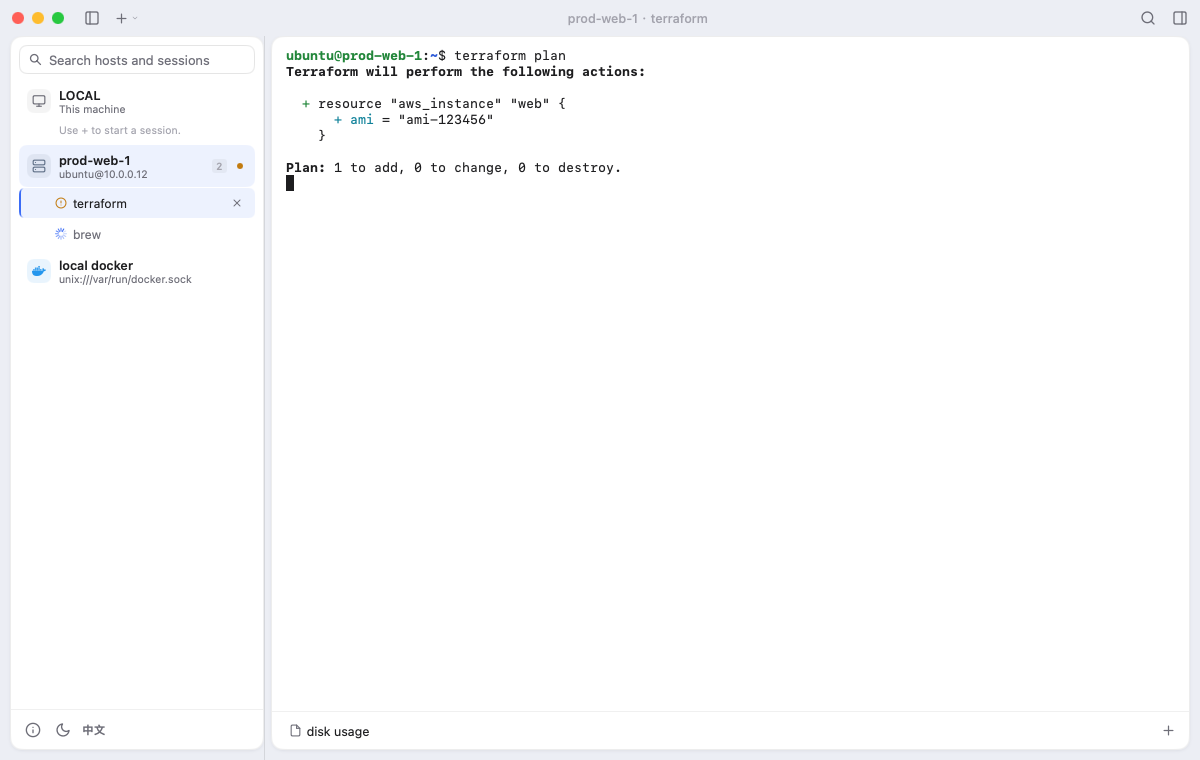 prod-web-1 · terraform
Search hosts and sessions
LOCAL
This machine
Use + to start a session.
prod-web-1
ubuntu@10.0.0.12
2
terraform
brew
local docker
unix:///var/run/docker.sock
中文
ubuntu@prod-web-1:~$ terraform plan
Terraform will perform the following actions:
+ resource "aws_instance" "web" {
+ ami = "ami-123456"
}
Plan: 1 to add, 0 to change, 0 to destroy.
disk usage